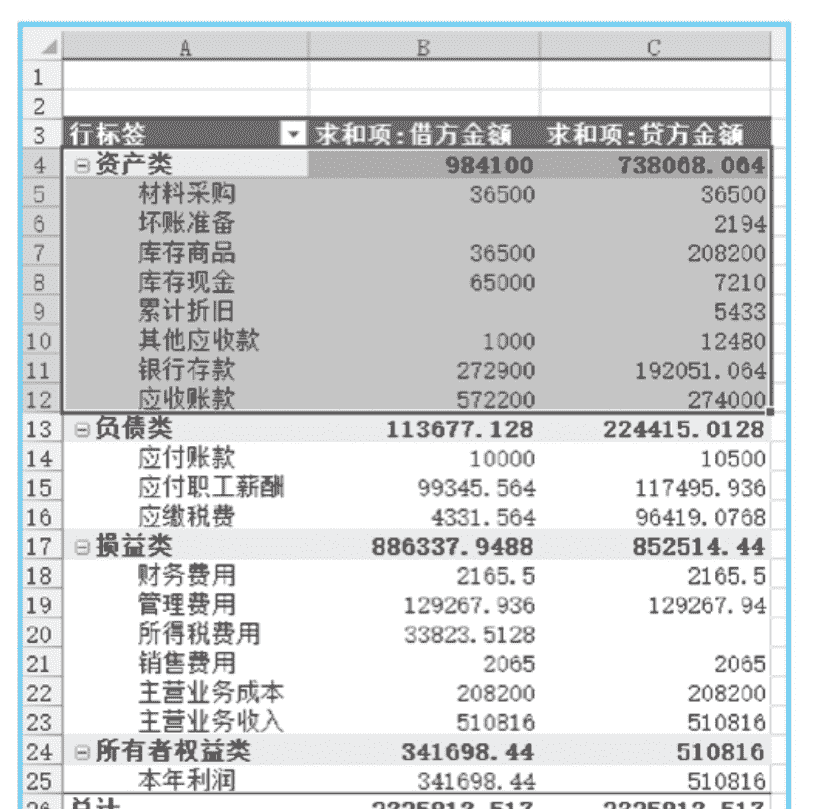 A B C
1
2
3 行标签 求和项:借方金额 求和项:贷方金额
4 资产类 984100 738068.064
5 材料采购 36500 36500
6 坏账准备 2194
7 库存商品 36500 208200
8 库存现金 65000 7210
9 累计折旧 5433
10 其他应收款 1000 12480
11 银行存款 272900 192051.064
12 应收账款 572200 274000
13 负债类 113677.128 224415.0128
14 应付账款 10000 10500
15 应付职工薪酬 99345.564 117495.936
16 应缴税费 4331.564 96419.0768
17 损益类 886337.9488 852514.44
18 财务费用 2165.5 2165.5
19 管理费用 129267.936 129267.94
20 所得税费用 33823.5128
21 销售费用 2065 2065
22 主营业务成本 208200 208200
23 主营业务收入 510816 510816
24 所有者权益类 341698.44 510816
25 本年利润 341698.44 510816
26 总计 2325813.517 2325813.517